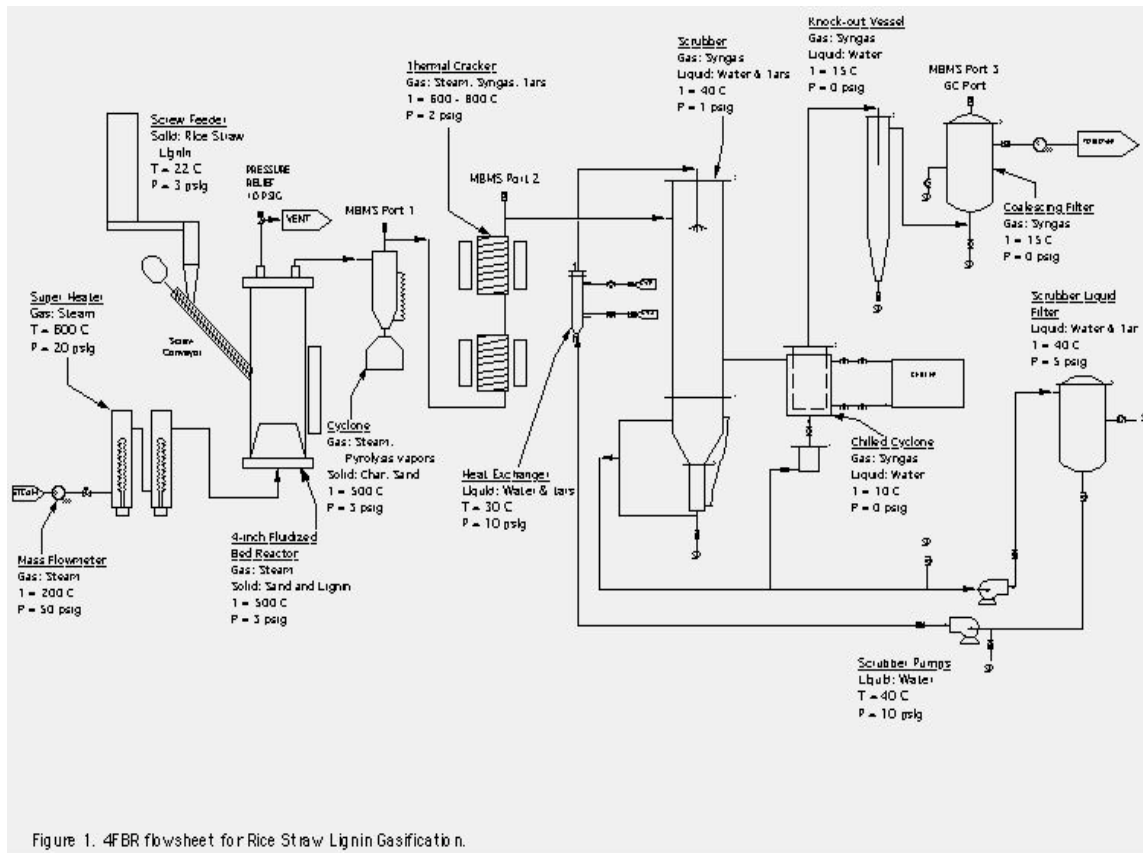 Knock-out Vessel
Gas: Syngas
Liquid: Water
T = 15 C
P = 0 psig
Scrubber
Gas: Syngas
Liquid: Water & Tars
T = 40 C
P = 1 psig
Thermal Cracker
Gas: Steam, Syngas, Tars
T = 600 - 800 C
P = 2 psig
MBMS Port 3
GC Port
Screw Feeder
Solid: Rice Straw
Lignin
T = 22 C
P = 3 psig
PRESSURE
RELIEF
10 PSIG
VENT
MBMS Port 1
MBMS Port 2
Coalescing Filter
Gas: Syngas
T = 15 C
P = 0 psig
Super Heater
Gas: Steam
T = 600 C
P = 20 psig
Screw
Conveyor
Scrubber Liquid
Filter
Liquid: Water & Tar
T = 40 C
P = 5 psig
Cyclone
Gas: Steam,
Pyrolysis vapors
Solid: Char, Sand
T = 500 C
P = 3 psig
Heat Exchanger
Liquid: Water & tars
T = 30 C
P = 10 psig
Chilled Cyclone
Gas: Syngas
Liquid: Water
T = 10 C
P = 0 psig
STEAM
Mass Flowmeter
Gas: Steam
T = 200 C
P = 50 psig
4-inch Fluidized
Bed Reactor
Gas: Steam
Solid: Sand and Lignin
T = 500 C
P = 3 psig
Scrubber Pumps
Liquid: Water
T = 40 C
P = 10 psig
Figure 1. 4FBR flowsheet for Rice Straw Lignin Gasification.